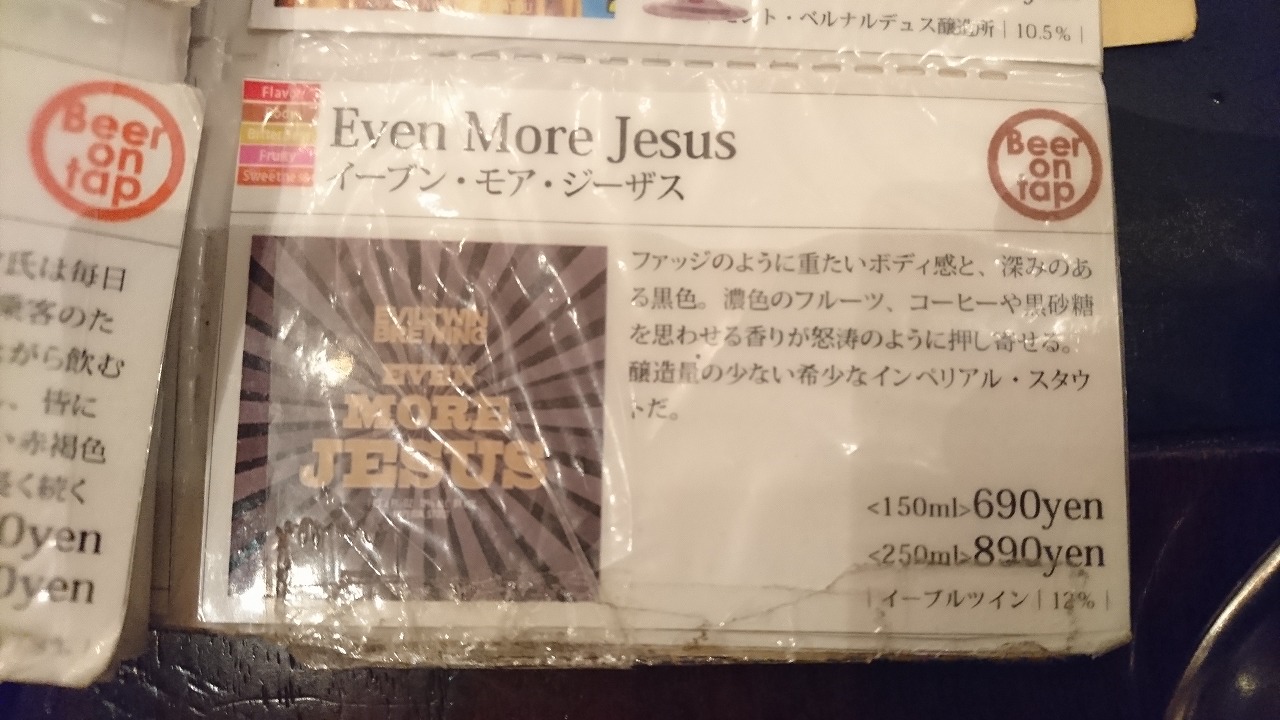 ント・ベルナルデュス醸造所 | 10.5% |
Beer
on
tap
氏は毎日
乗客のた
がら飲む
皆に
赤褐色
く続く
0yen
0yen
Flavor
Body
Bitterness
Fruity
Sweetness
Even More Jesus
イーブン・モア・ジーザス
Beer
on
tap
EVILTWIN
BREWING
EVEN
MORE
JESUS
ファッジのように重たいボディ感と、深みのあ
る黒色。濃色のフルーツ、コーヒーや黒砂糖
を思わせる香りが怒涛のように押し寄せる。
醸造量の少ない希少なインペリアル・スタウ
トだ。
<150ml>690yen
<250ml>890yen
| イーブルツイン | 12% |